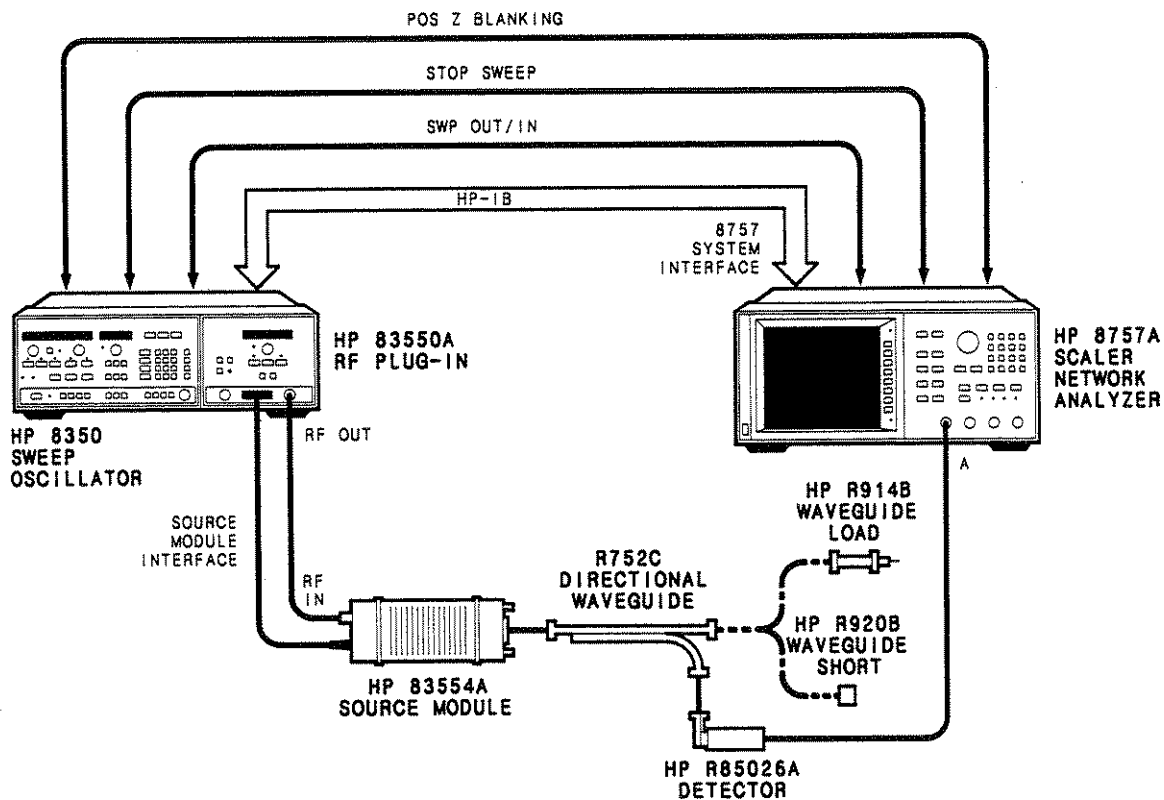 POS Z BLANKING
STOP SWEEP
SWP OUT/IN
HP-IB
8757
SYSTEM
INTERFACE
HP 83550A
RF PLUG-IN
HP 8757A
SCALER
NETWORK
ANALYZER
RF OUT
HP 8350
SWEEP
OSCILLATOR
A
SOURCE
MODULE
INTERFACE
HP R914B
WAVEGUIDE
LOAD
RF
IN
R752C
DIRECTIONAL
WAVEGUIDE
HP R920B
WAVEGUIDE
SHORT
HP 83554A
SOURCE MODULE
HP R85026A
DETECTOR